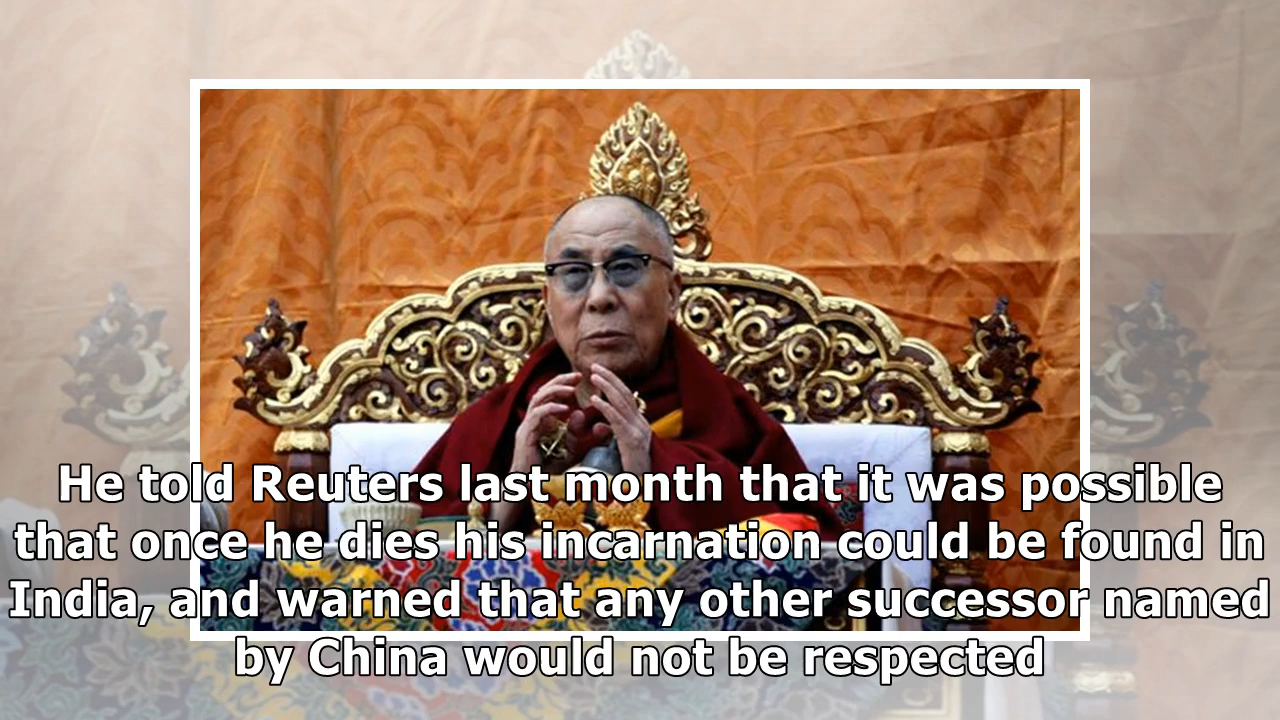 He told Reuters last month that it was possible
that once he dies his incarnation could be found in
India, and warned that any other successor named
by China would not be respected